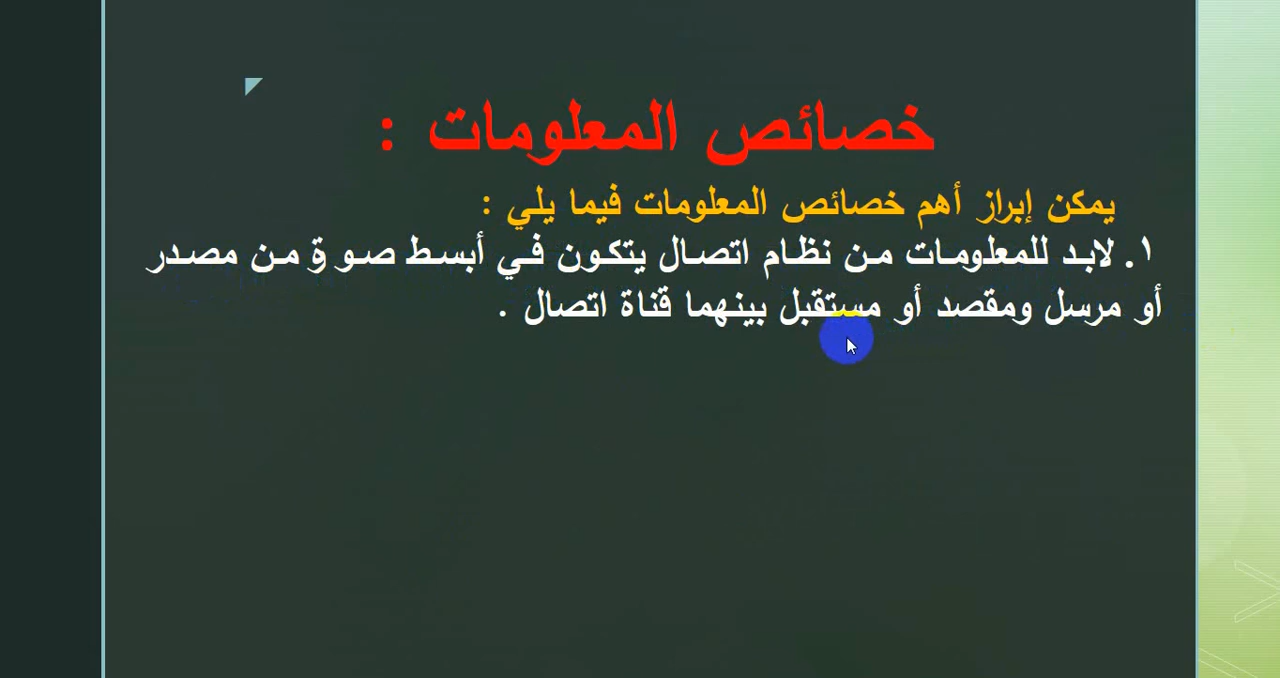 خصائص المعلومات :
يمكن إبراز أهم خصائص المعلومات فيما يلي :
١. لابد للمعلومات من نظام اتصال يتكون في أبسط صورة من مصدر
أو مرسل ومقصد أو مستقبل بينهما قناة اتصال .